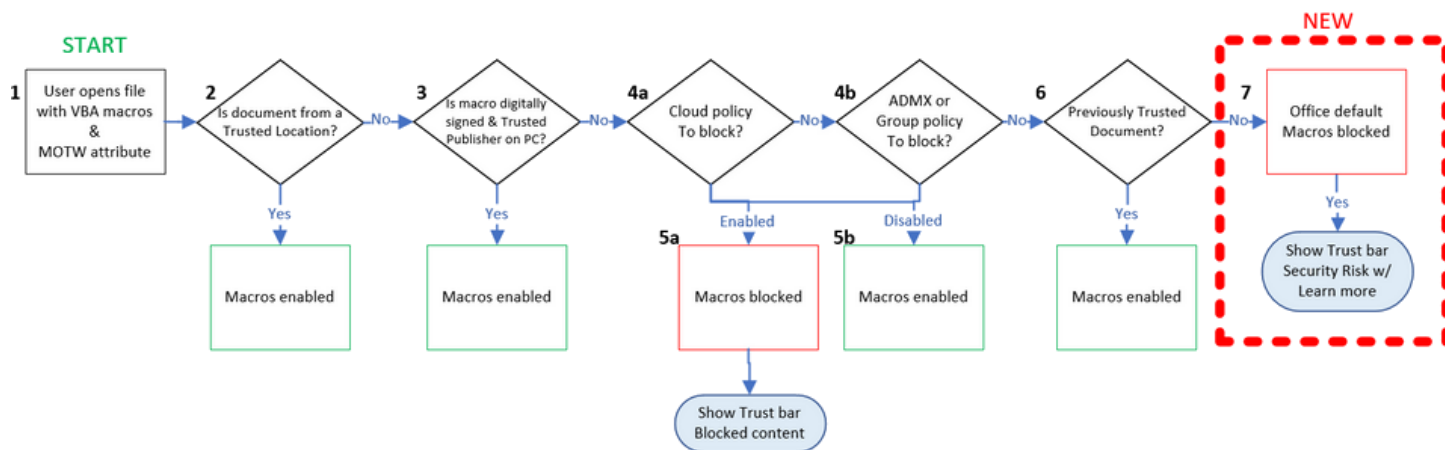 NEW
START
1
User opens file
with VBA macros
&
MOTW attribute
2
Is document from a
Trusted Location?
No
3
Is macro digitally
signed & Trusted
Publisher on PC?
No
4a
Cloud policy
To block?
No
4b
ADMX or
Group policy
To block?
No
6
Previously Trusted
Document?
No
7
Office default
Macros blocked
Yes
Yes
Enabled
Disabled
Yes
Yes
Macros enabled
Macros enabled
5a
Macros blocked
5b
Macros enabled
Macros enabled
Show Trust bar
Security Risk w/
Learn more
Show Trust bar
Blocked content